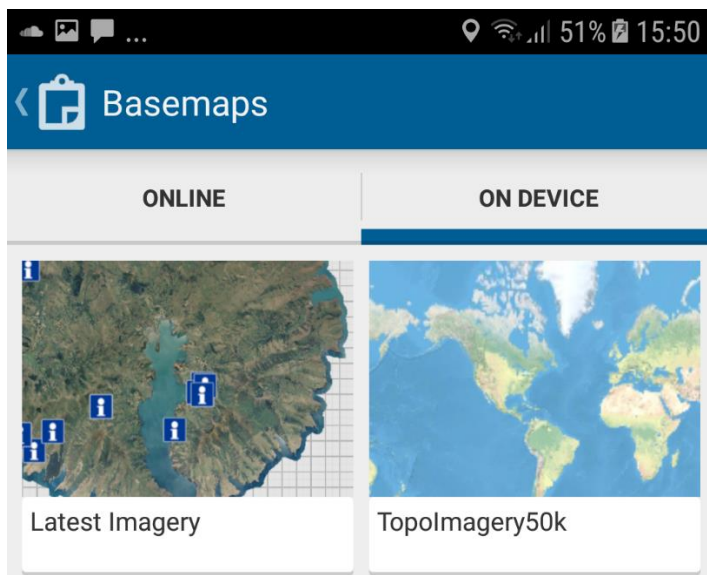 ... 51% 15:50
Basemaps
ONLINE ON DEVICE
Latest Imagery TopoImagery50k